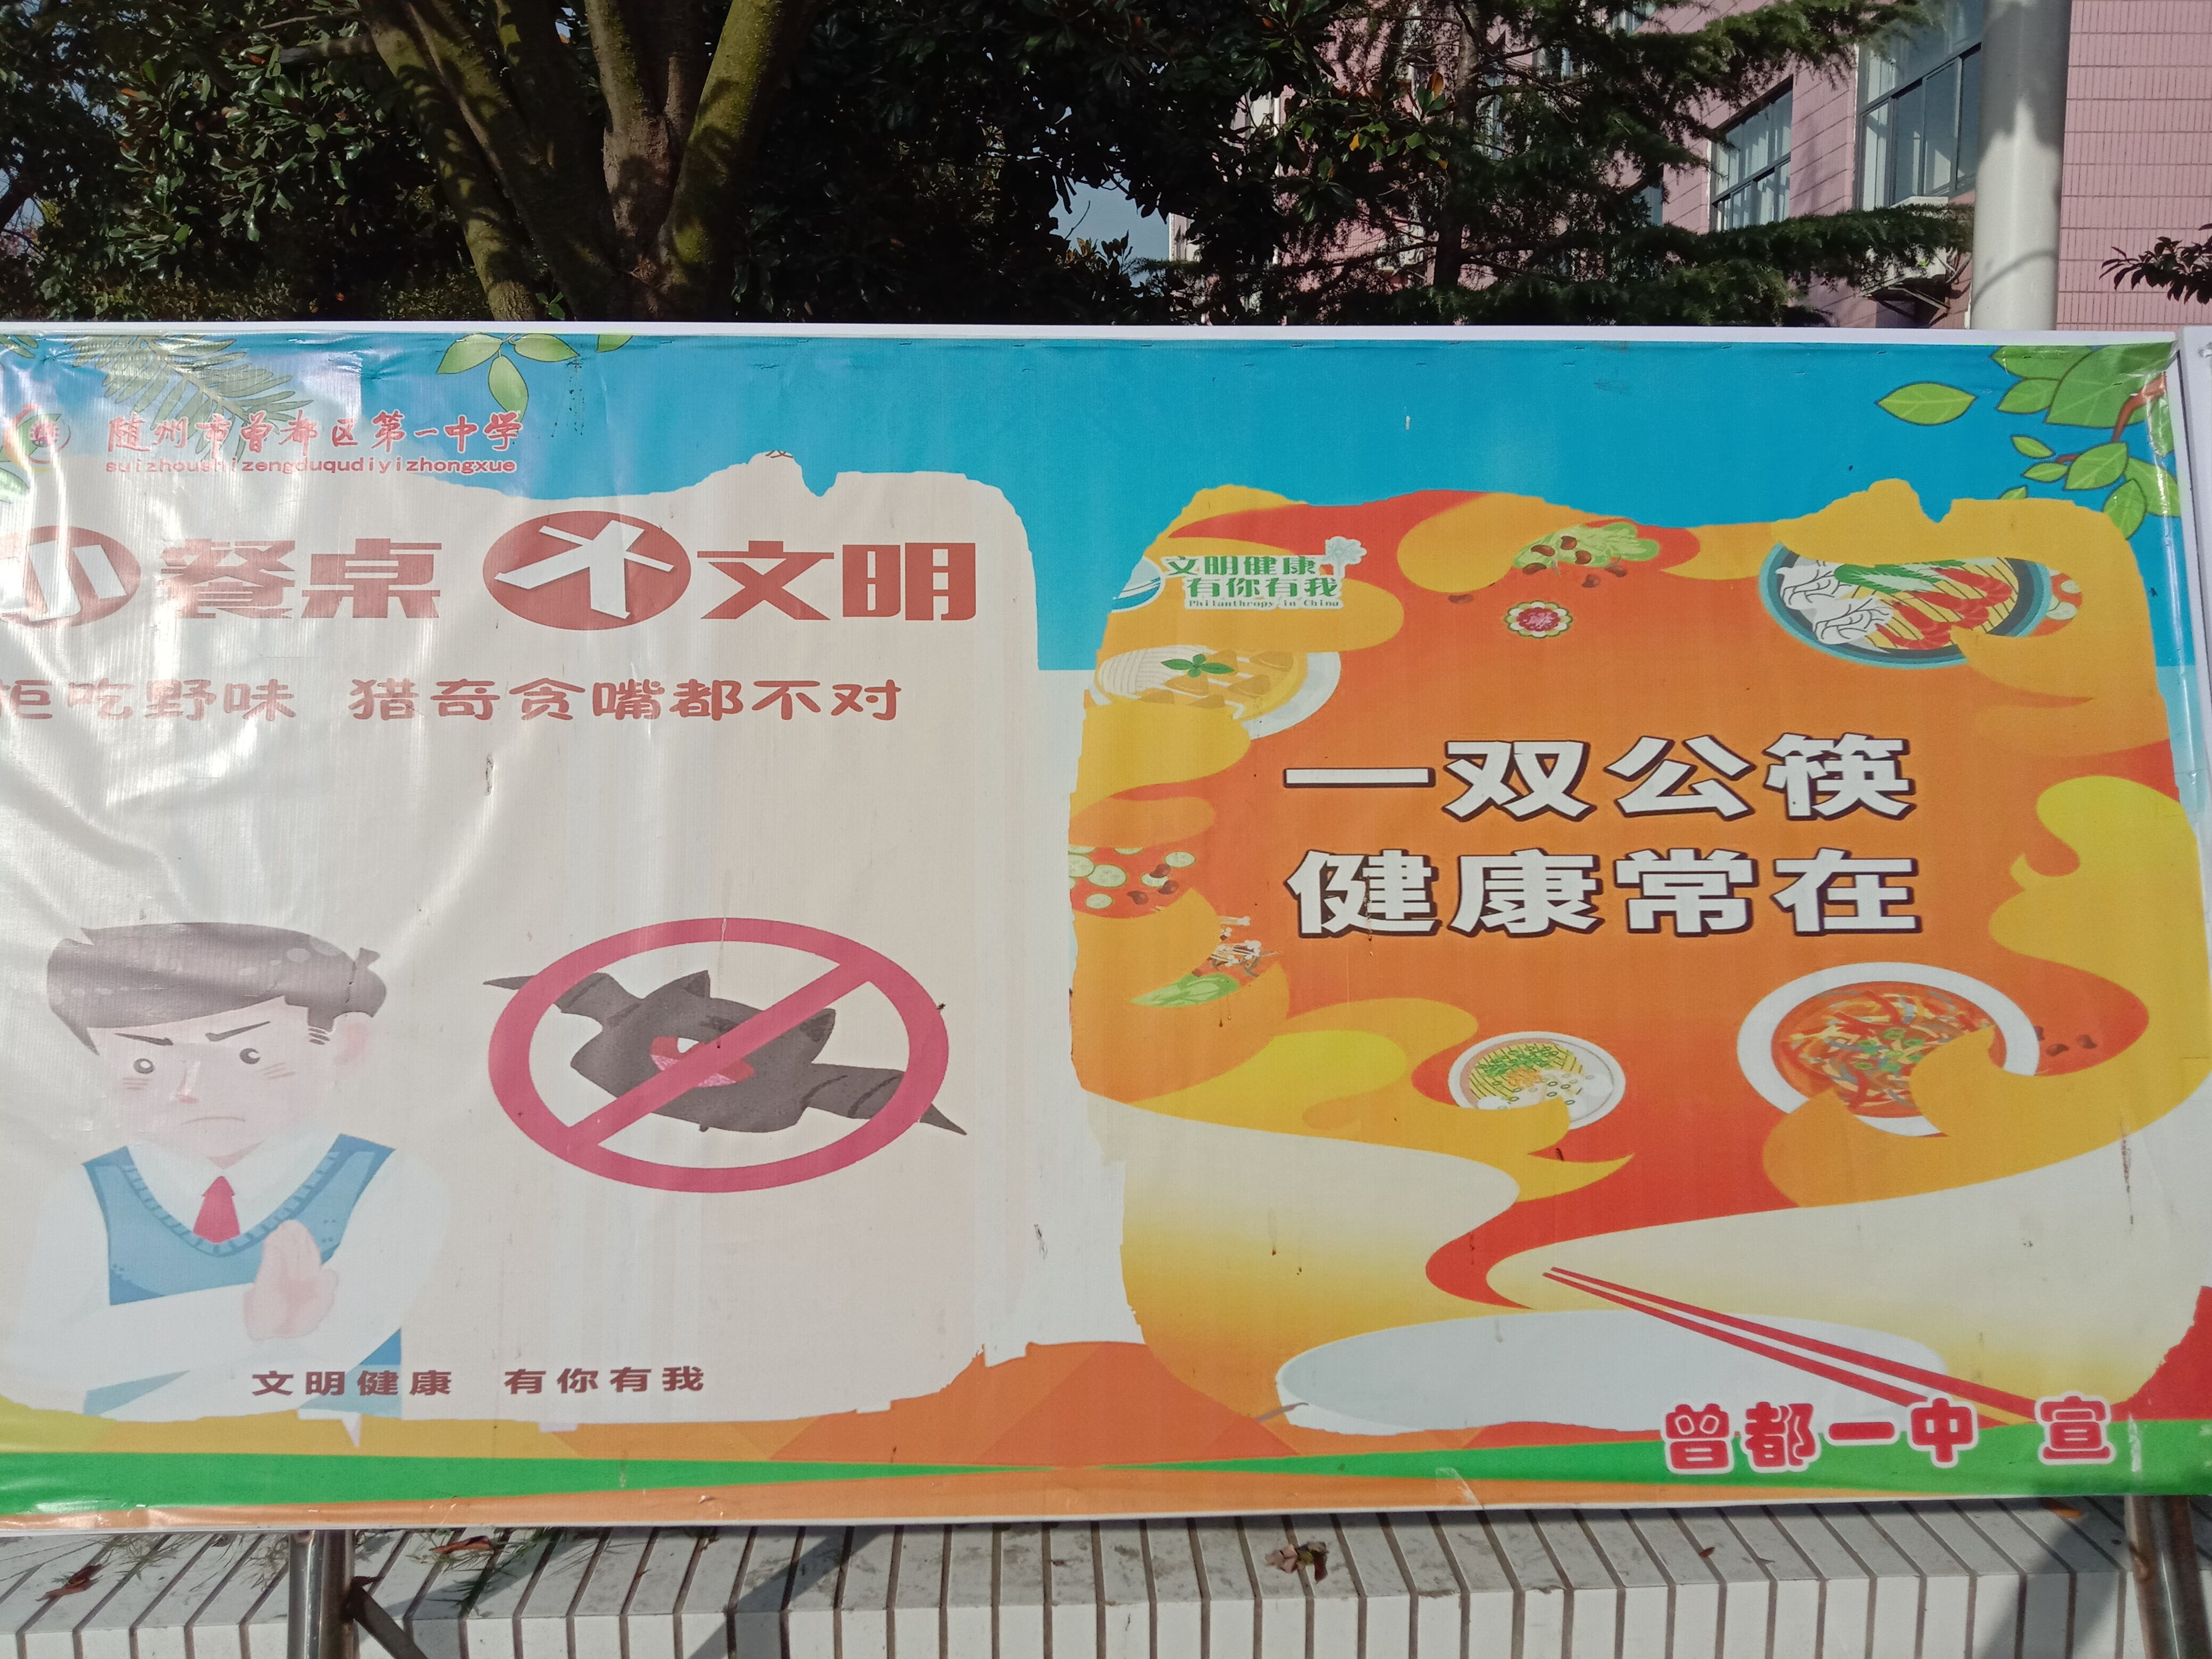 随州市曾都区第一中学
suizhoushizengduqudiyizhongxue
小餐桌 大文明
拒吃野味 猎奇贪嘴都不对
文明健康 有你有我
文明健康
有你有我
Philanthropy in China
一双公筷
健康常在
曾都一中 宣